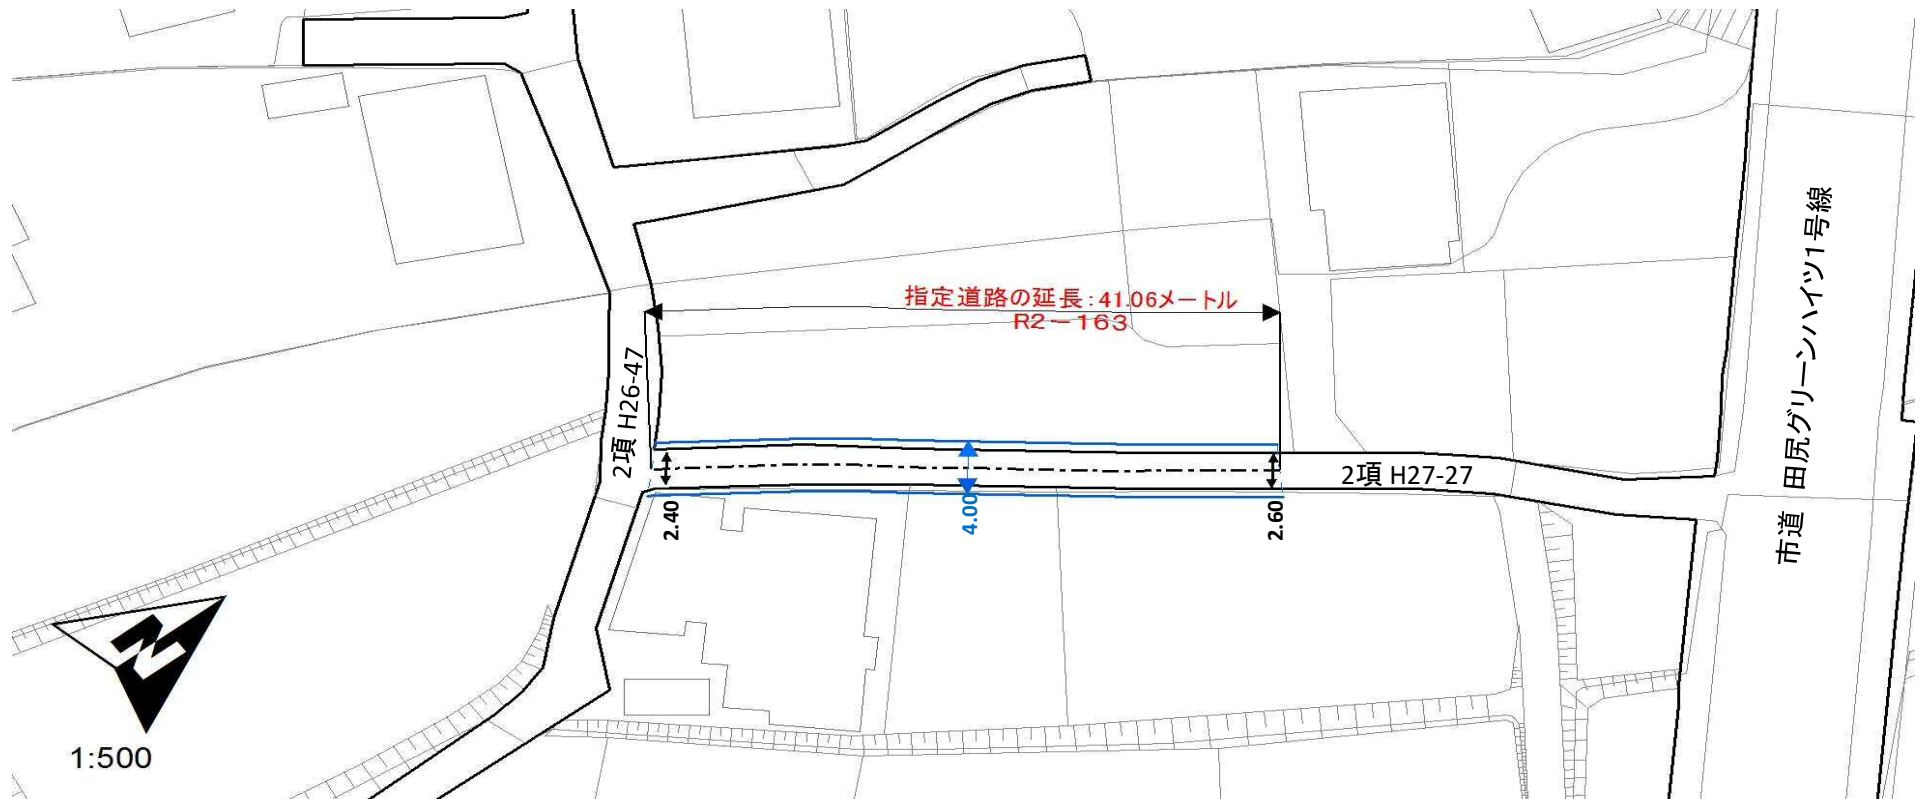 指定道路の延長:41.06メートル
R2-163
2項 H26-47
2項 H27-27
2.40
4.00
2.60
市道 田尻グリーンハイツ1号線
N
1:500